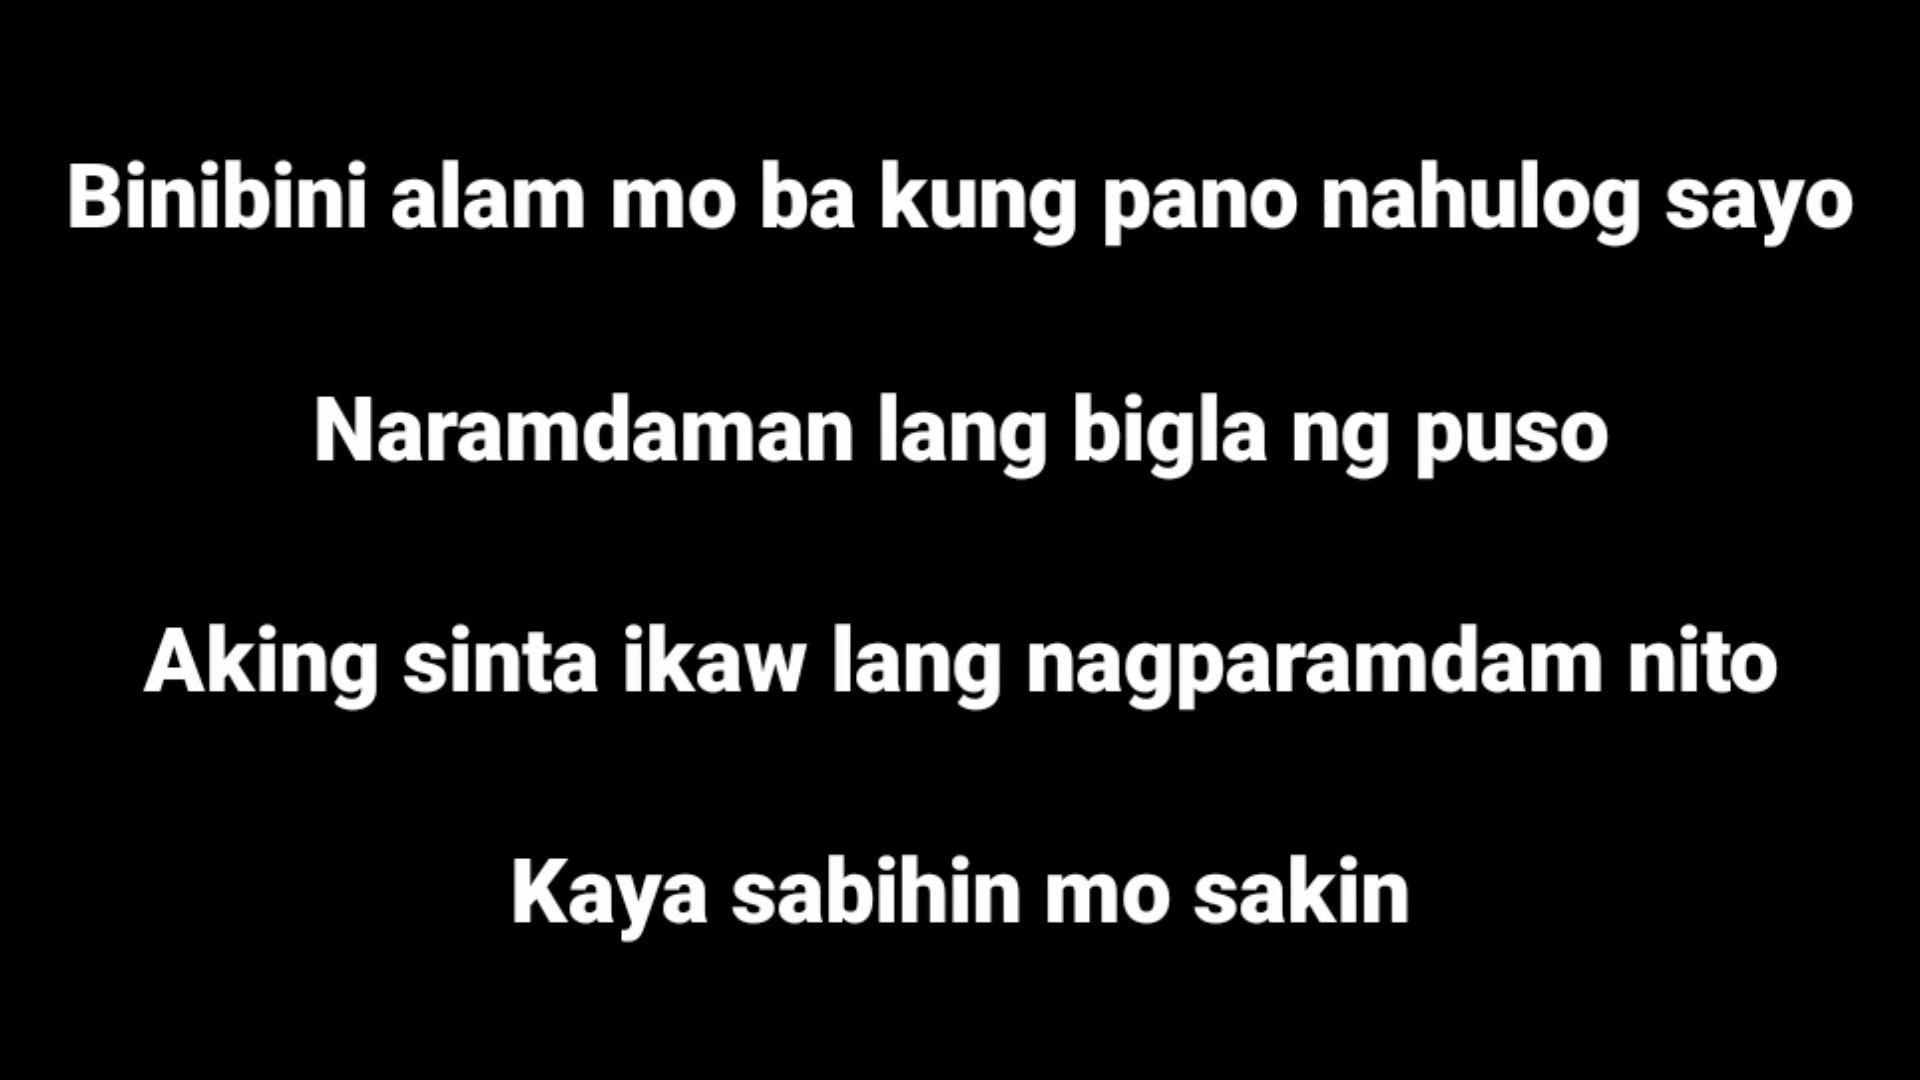 Binibini alam mo ba kung pano nahulog sayo
Naramdaman lang bigla ng puso
Aking sinta ikaw lang nagparamdam nito
Kaya sabihin mo sakin